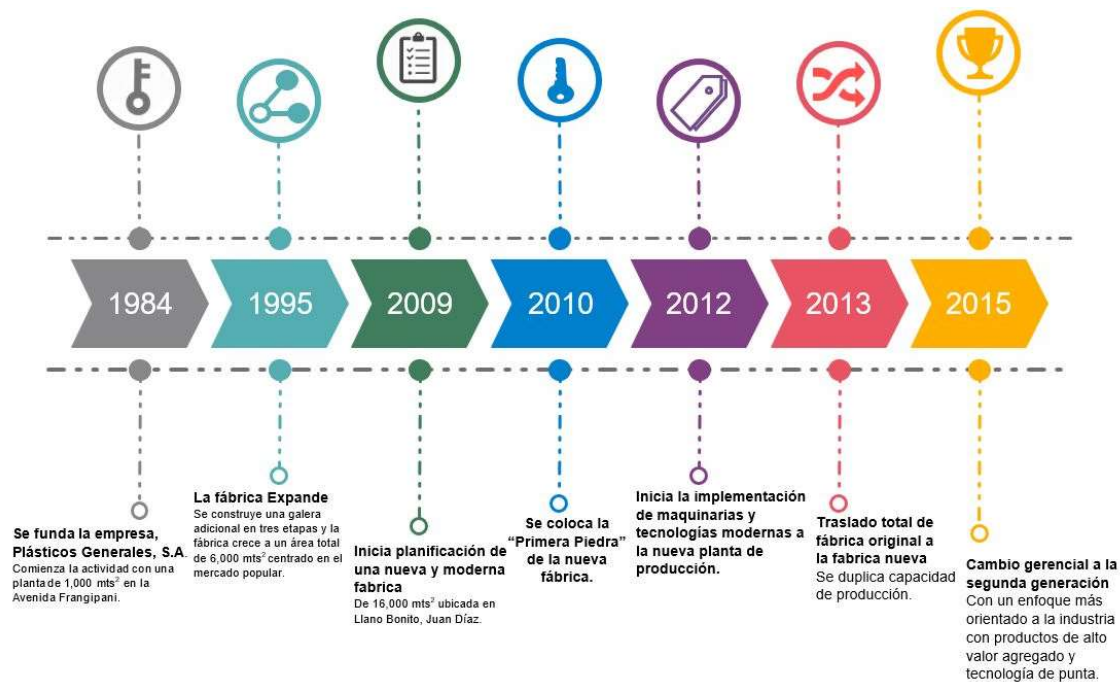 1984
1995
2009
2010
2012
2013
2015
Se funda la empresa,
Plásticos Generales, S.A.
Comienza la actividad con una
planta de 1,000 mts² en la
Avenida Frangipani.
La fábrica Expande
Se construye una galera
adicional en tres etapas y la
fábrica crece a un área total
de 6,000 mts² centrado en el
mercado popular.
Inicia planificación de
una nueva y moderna
fabrica
De 16,000 mts² ubicada en
Llano Bonito, Juan Díaz.
Se coloca la
“Primera Piedra”
de la nueva
fábrica.
Inicia la implementación
de maquinarias y
tecnologías modernas a
la nueva planta de
producción.
Traslado total de
fábrica original a
la fabrica nueva
Se duplica capacidad
de producción.
Cambio gerencial a la
segunda generación
Con un enfoque más
orientado a la industria
con productos de alto
valor agregado y
tecnología de punta.